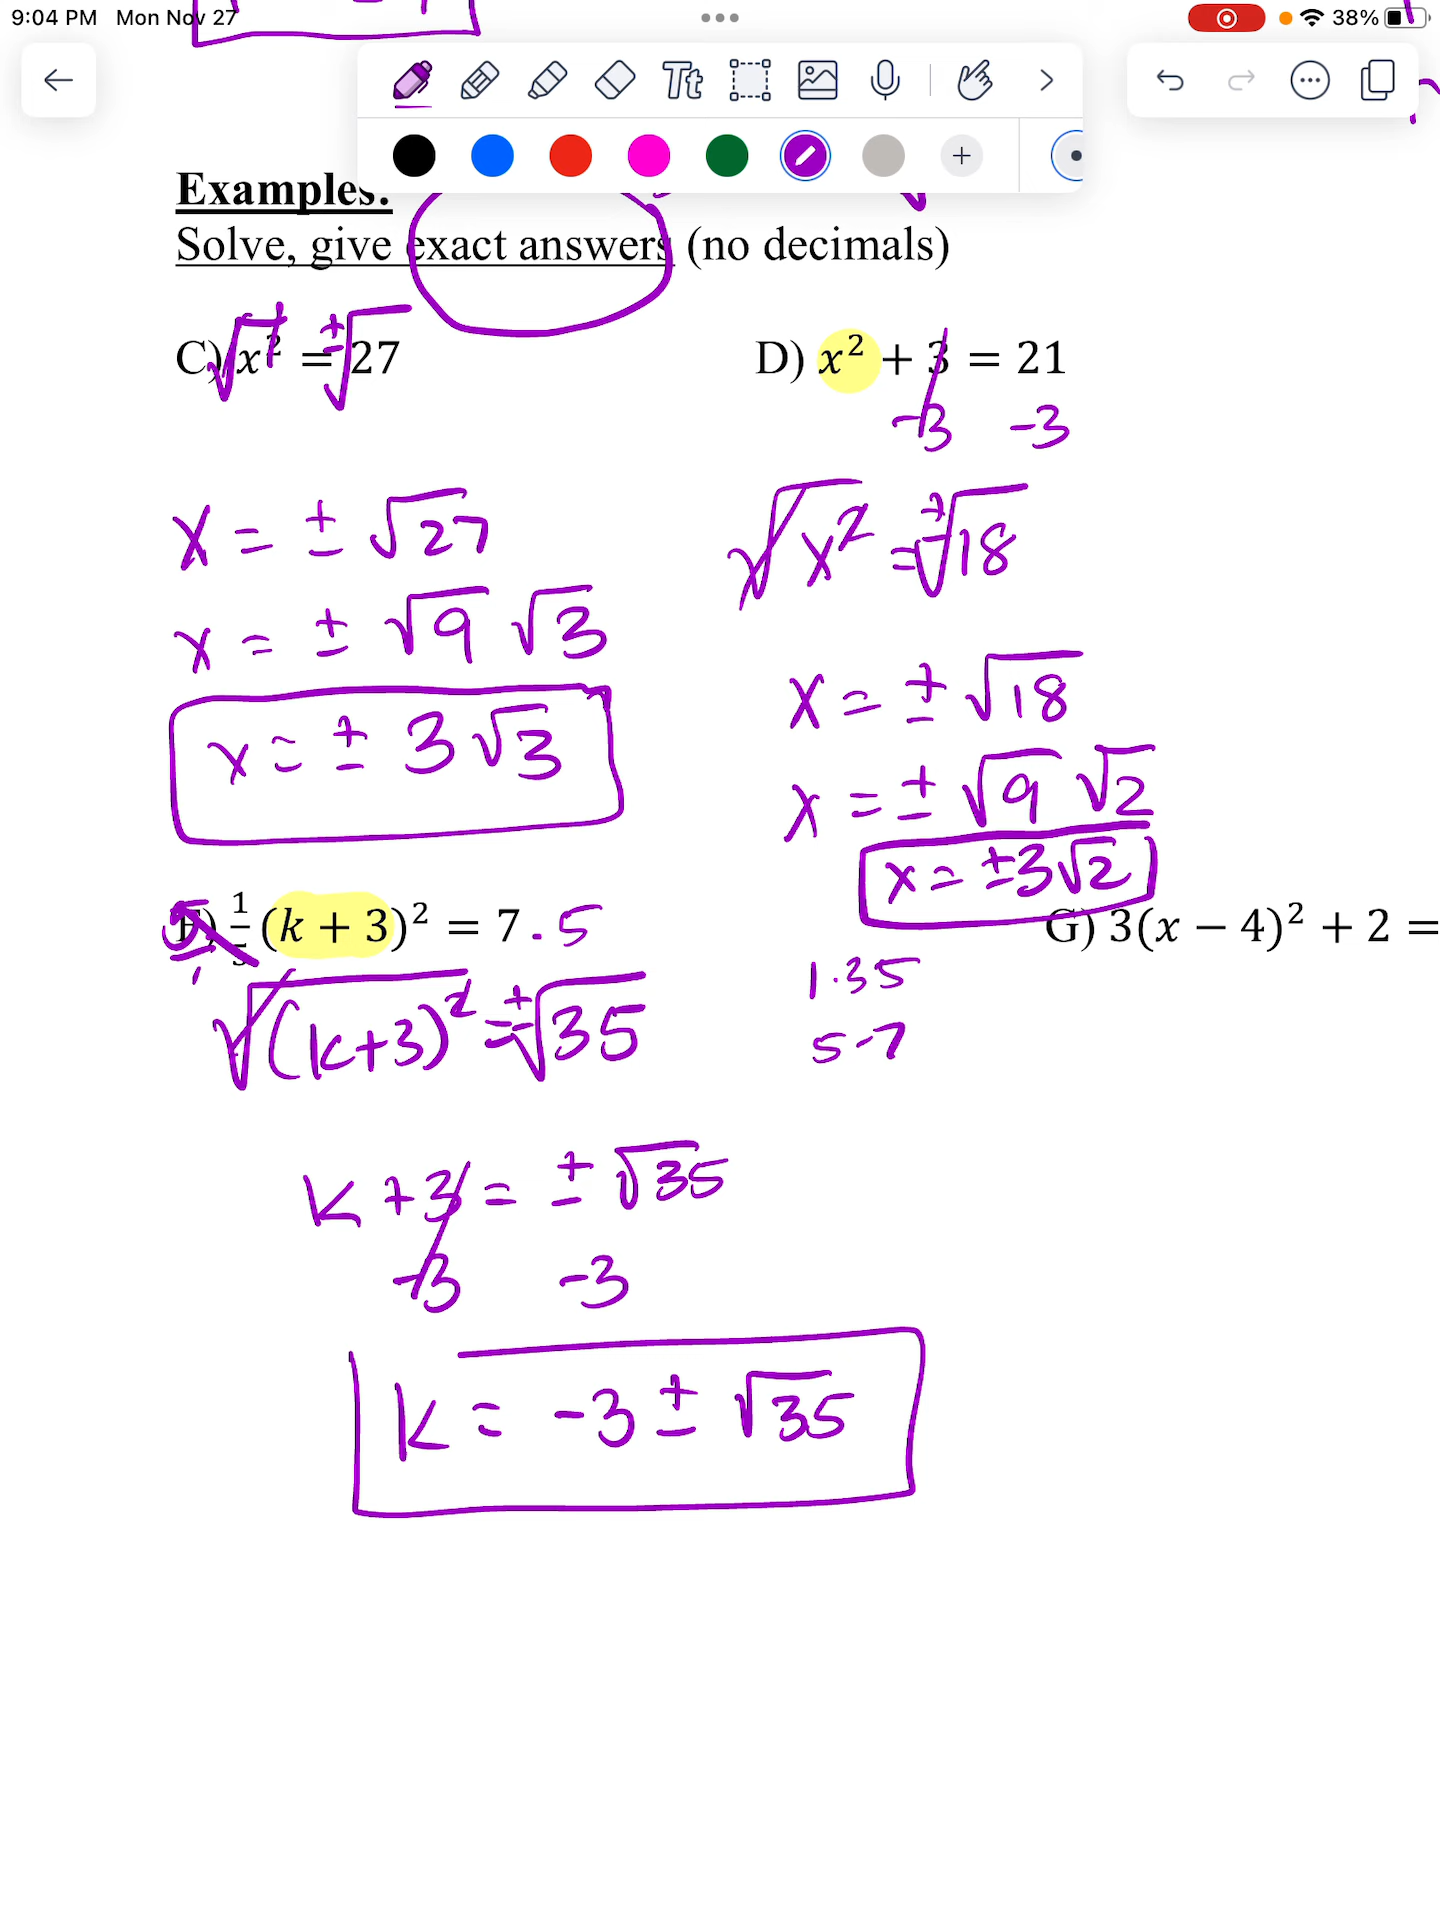 9:04 PM Mon Nov 27
38%
Tt
Examples:
Solve, give exact answers (no decimals)
C) √x² = ±√27
x = ± √27
x = ± √9 √3
x = ± 3√3
D) x² + 3 = 21
-3 -3
√x² = ±√18
x = ± √18
x = ± √9 √2
x = ±3√2
(k + 3)² = 7 · 5
√(k+3)² = ±√35
1·35
5·7
k + 3 = ± √35
-3 -3
k = -3 ± √35
G) 3(x − 4)² + 2 =